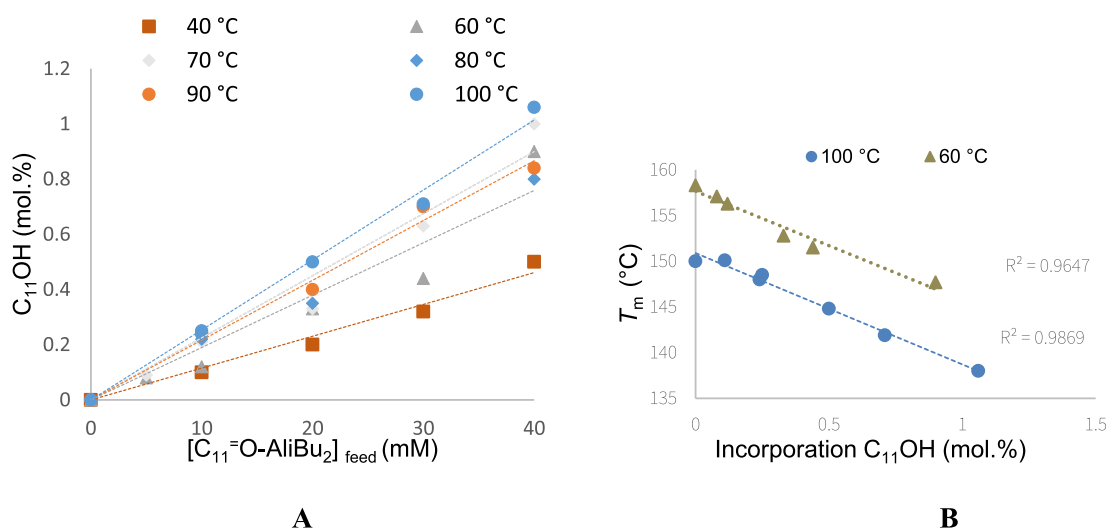 40 °C 60 °C
70 °C 80 °C
90 °C 100 °C
1.2
1
0.8
0.6
0.4
0.2
0
C₁₁OH (mol.%)
0 10 20 30 40
[C₁₁⁼O-AliBu₂] feed (mM)
A
100 °C 60 °C
160
155
150
145
140
135
Tm (°C)
R² = 0.9647
R² = 0.9869
0 0.5 1 1.5
Incorporation C₁₁OH (mol.%)
B